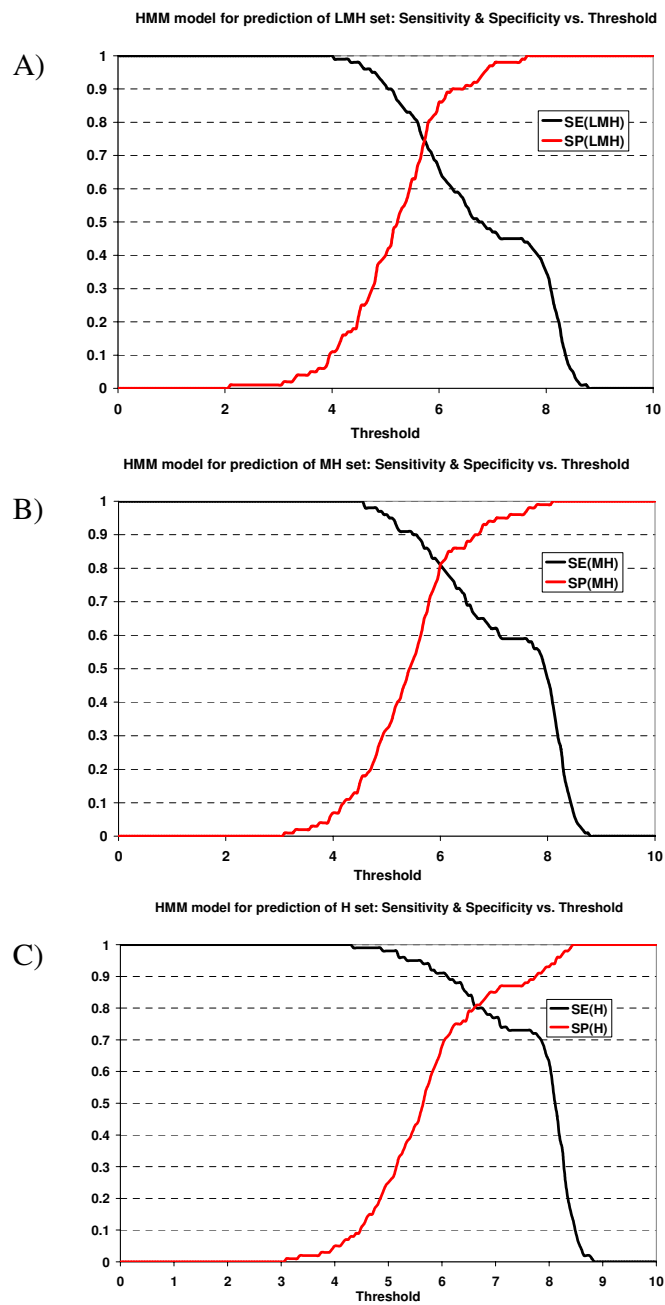 HMM model for prediction of LMH set: Sensitivity & Specificity vs. Threshold
A)
1
0.9
0.8
0.7
0.6
0.5
0.4
0.3
0.2
0.1
0
SE(LMH)
SP(LMH)
0 2 4 6 8 10
Threshold
HMM model for prediction of MH set: Sensitivity & Specificity vs. Threshold
B)
1
0.9
0.8
0.7
0.6
0.5
0.4
0.3
0.2
0.1
0
SE(MH)
SP(MH)
0 2 4 6 8 10
Threshold
HMM model for prediction of H set: Sensitivity & Specificity vs. Threshold
C)
1
0.9
0.8
0.7
0.6
0.5
0.4
0.3
0.2
0.1
0
SE(H)
SP(H)
0 1 2 3 4 5 6 7 8 9 10
Threshold